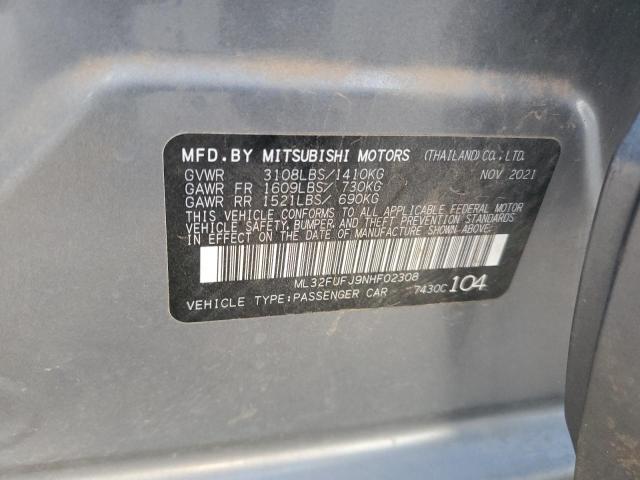 MFD.BY MITSUBISHI MOTORS (THAILAND) CO.,LTD.
GVWR 3108LBS/1410KG NOV 2021
GAWR FR 1609LBS/ 730KG
GAWR RR 1521LBS/ 690KG
THIS VEHICLE CONFORMS TO ALL APPLICABLE FEDERAL MOTOR
VEHICLE SAFETY, BUMPER, AND THEFT PREVENTION STANDARDS
IN EFFECT ON THE DATE OF MANUFACTURE SHOWN ABOVE.
ML32FUFJ9NHF02308
VEHICLE TYPE:PASSENGER CAR 7430C 104